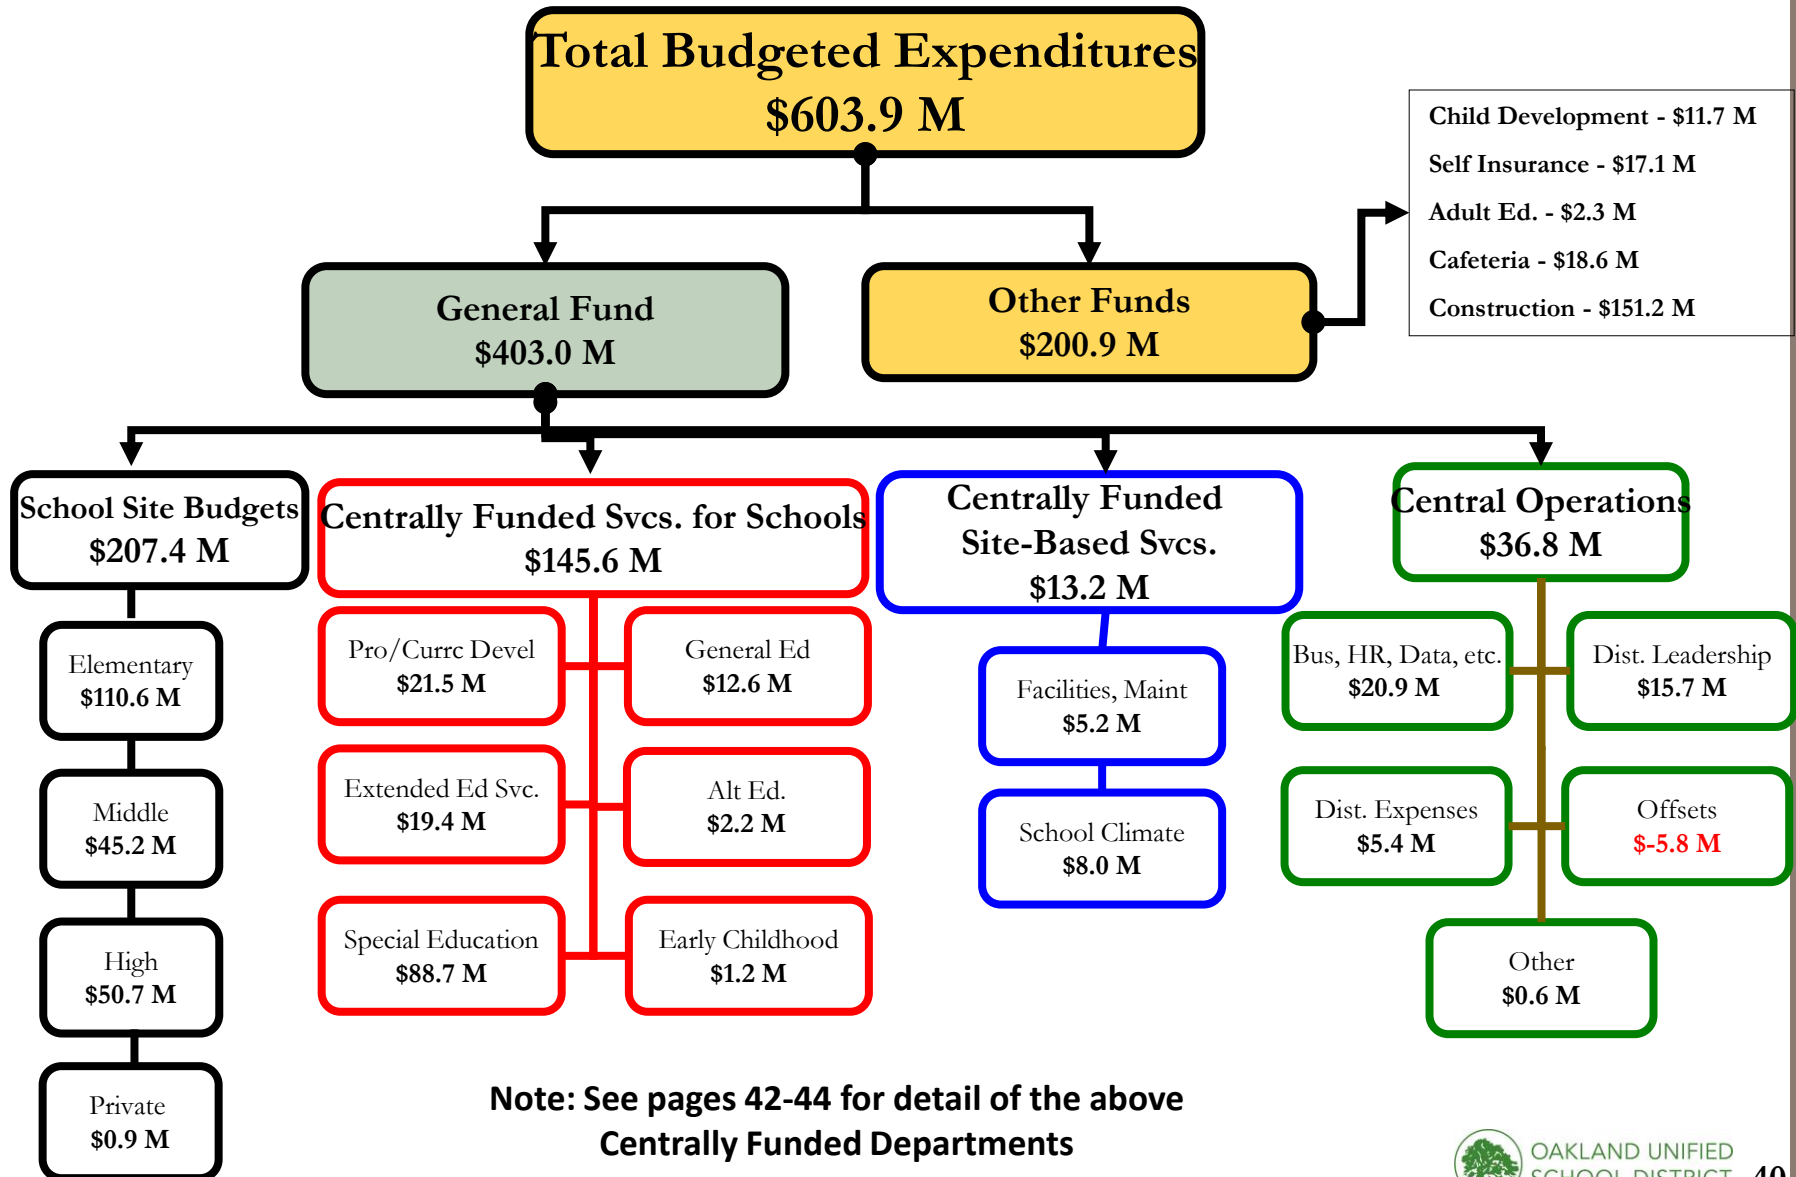 Total Budgeted Expenditures
$603.9 M
Child Development - $11.7 M
Self Insurance - $17.1 M
Adult Ed. - $2.3 M
Cafeteria - $18.6 M
Construction - $151.2 M
General Fund
$403.0 M
Other Funds
$200.9 M
School Site Budgets
$207.4 M
Centrally Funded Svcs. for Schools
$145.6 M
Centrally Funded
Site-Based Svcs.
$13.2 M
Central Operations
$36.8 M
Elementary
$110.6 M
Middle
$45.2 M
High
$50.7 M
Private
$0.9 M
Pro/Currc Devel
$21.5 M
General Ed
$12.6 M
Extended Ed Svc.
$19.4 M
Alt Ed.
$2.2 M
Special Education
$88.7 M
Early Childhood
$1.2 M
Facilities, Maint
$5.2 M
School Climate
$8.0 M
Bus, HR, Data, etc.
$20.9 M
Dist. Leadership
$15.7 M
Dist. Expenses
$5.4 M
Offsets
$-5.8 M
Other
$0.6 M
Note: See pages 42-44 for detail of the above
Centrally Funded Departments
OAKLAND UNIFIED
SCHOOL DISTRICT
40